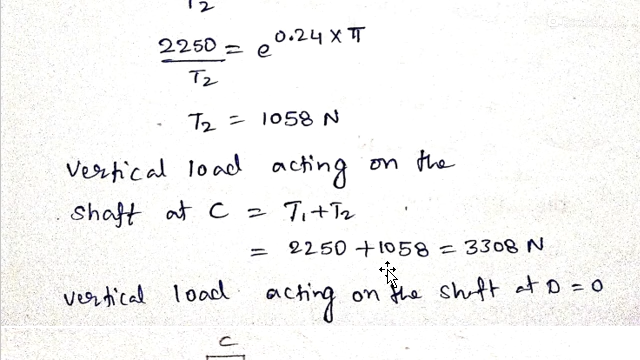 T2
2250/T2 = e^0.24×π
T2 = 1058 N
Vertical load acting on the
shaft at C = T1+T2
= 2250 +1058 = 3308 N
Vertical load acting on the shaft at D = 0
C